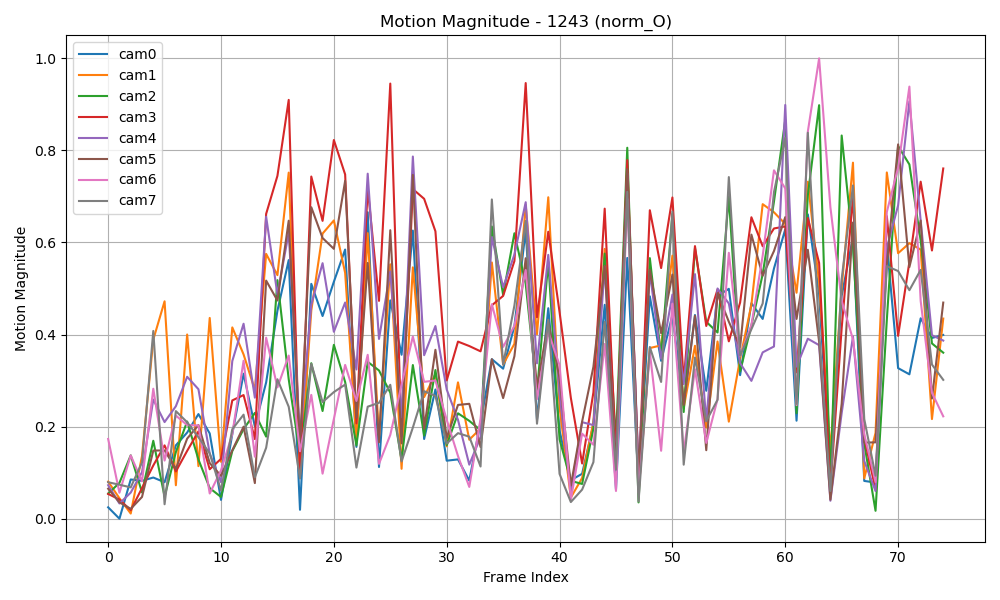 Motion Magnitude - 1243 (norm_O)
cam0
cam1
cam2
cam3
cam4
cam5
cam6
cam7
Motion Magnitude
1.0
0.8
0.6
0.4
0.2
0.0
0 10 20 30 40 50 60 70
Frame Index